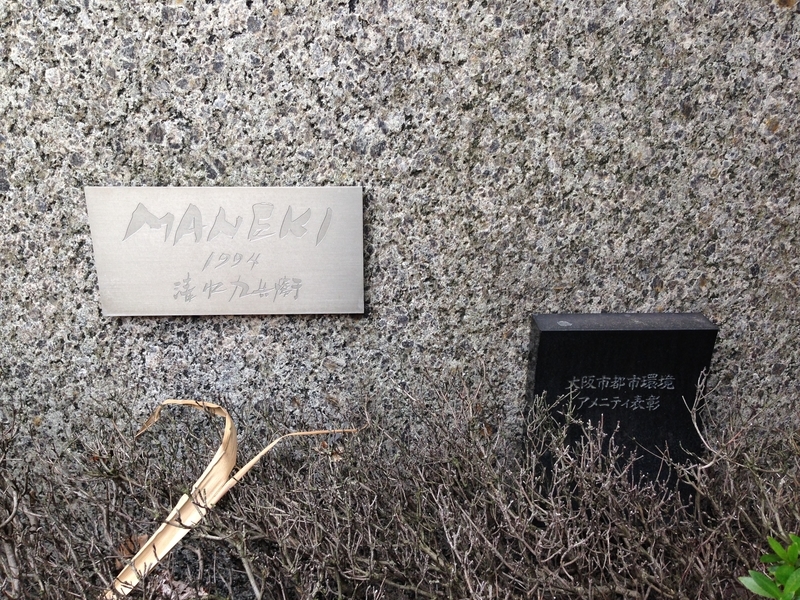 MANEKI
1994
清水九兵衛
大阪市都市環境
アメニティ表彰